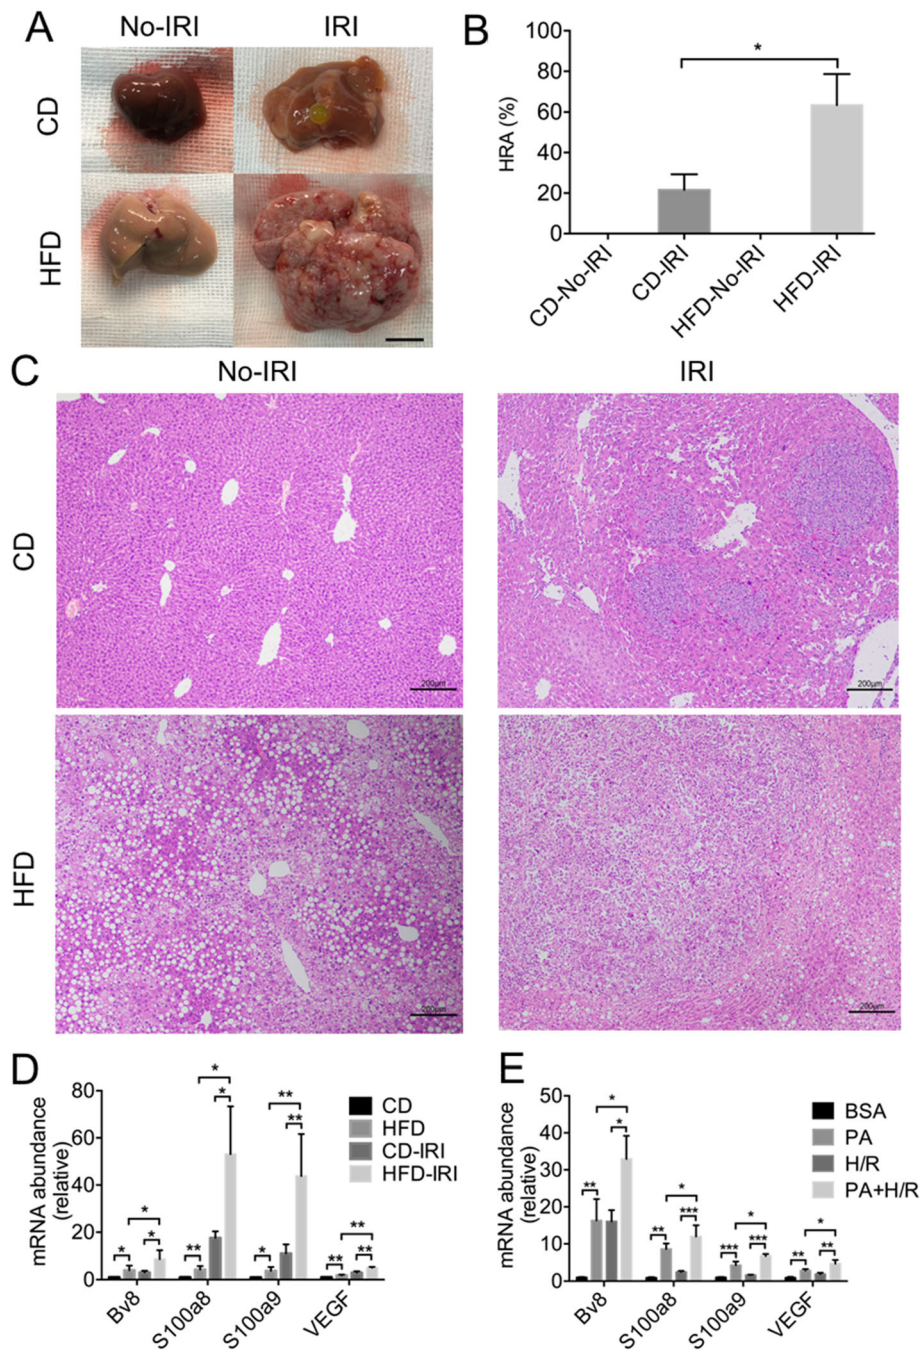 A
No-IRI
IRI
CD
HFD
B
HRA (%)
100
80
60
40
20
0
*
CD-No-IRI
CD-IRI
HFD-No-IRI
HFD-IRI
C
No-IRI
IRI
CD
HFD
200μm
200μm
200μm
200μm
D
mRNA abundance
(relative)
80
60
40
20
0
* * * *
** * *
* ** **
** ** **
Bv8
S100a8
S100a9
VEGF
CD
HFD
CD-IRI
HFD-IRI
E
mRNA abundance
(relative)
50
40
30
20
10
0
** * *
** *** *
*** *** *
** ** *
Bv8
S100a8
S100a9
VEGF
BSA
PA
H/R
PA+H/R